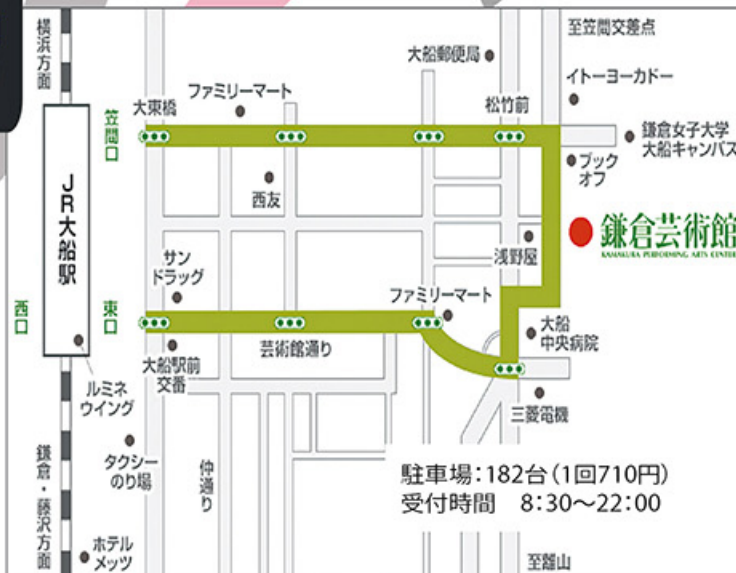 横浜方面
至笠間交差点
大船郵便局
イトーヨーカドー
ファミリーマート
大東橋
松竹前
笠間口
鎌倉女子大学
大船キャンパス
ブック
オフ
JR大船駅
西友
鎌倉芸術館
KAMAKURA PERFORMING ARTS CENTER
浅野屋
サン
ドラッグ
ファミリーマート
西口
東口
大船
中央病院
芸術館通り
大船駅前
交番
ルミネ
ウイング
三菱電機
タクシー
のり場
仲通り
駐車場:182台(1回710円)
受付時間 8:30~22:00
鎌倉・藤沢方面
ホテル
メッツ
至離山